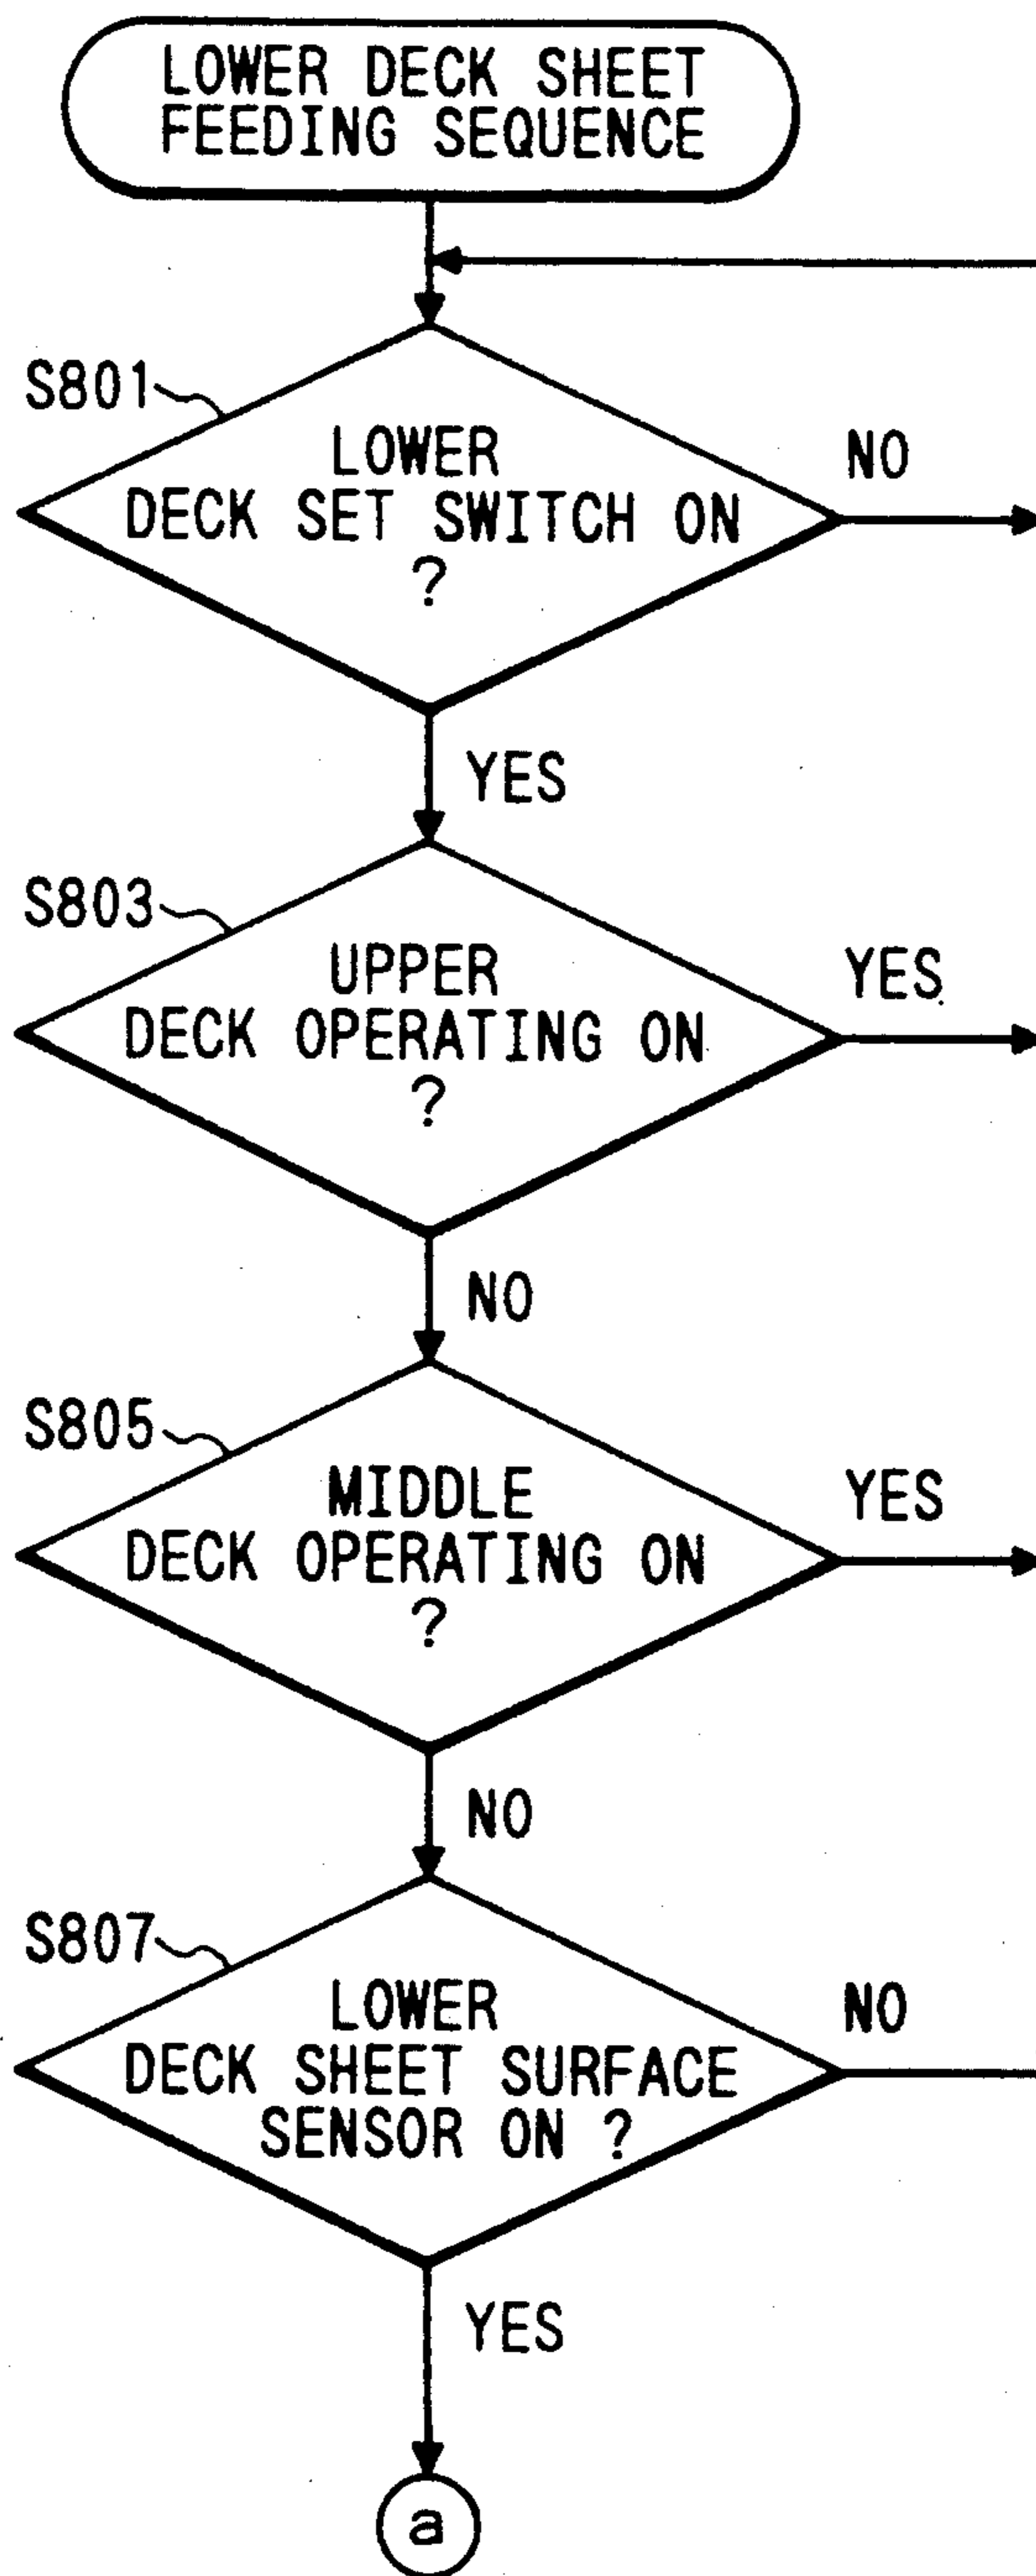 LOWER DECK SHEET
FEEDING SEQUENCE
S801
LOWER
DECK SET SWITCH ON
?
NO
YES
S803
UPPER
DECK OPERATING ON
?
YES
NO
S805
MIDDLE
DECK OPERATING ON
?
YES
NO
S807
LOWER
DECK SHEET SURFACE
SENSOR ON ?
NO
YES
a